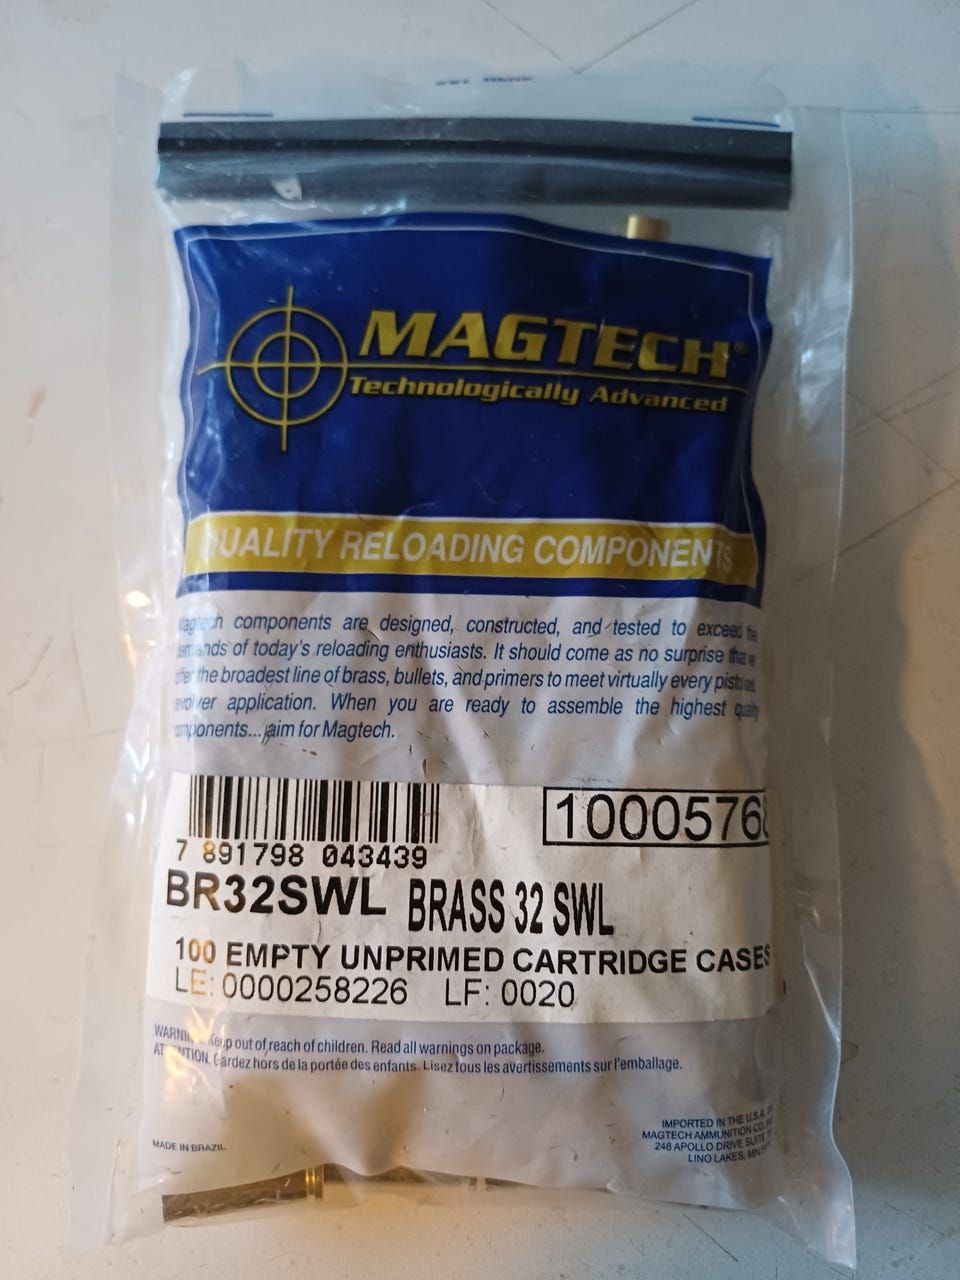 MAGTECH®
Technologically Advanced
QUALITY RELOADING COMPONENTS
Magtech components are designed, constructed, and tested to exceed the
demands of today's reloading enthusiasts. It should come as no surprise that we
offer the broadest line of brass, bullets, and primers to meet virtually every pistol and
revolver application. When you are ready to assemble the highest quality
components...aim for Magtech.
7 891798 043439
1000576
BR32SWL BRASS 32 SWL
100 EMPTY UNPRIMED CARTRIDGE CASES
LE: 0000258226 LF: 0020
WARNING. Keep out of reach of children. Read all warnings on package.
ATTENTION. Gardez hors de la portée des enfants. Lisez tous les avertissements sur l'emballage.
MADE IN BRAZIL
IMPORTED IN THE U.S.A.
MAGTECH AMMUNITION CO.
248 APOLLO DRIVE SUITE
LINO LAKES, MN